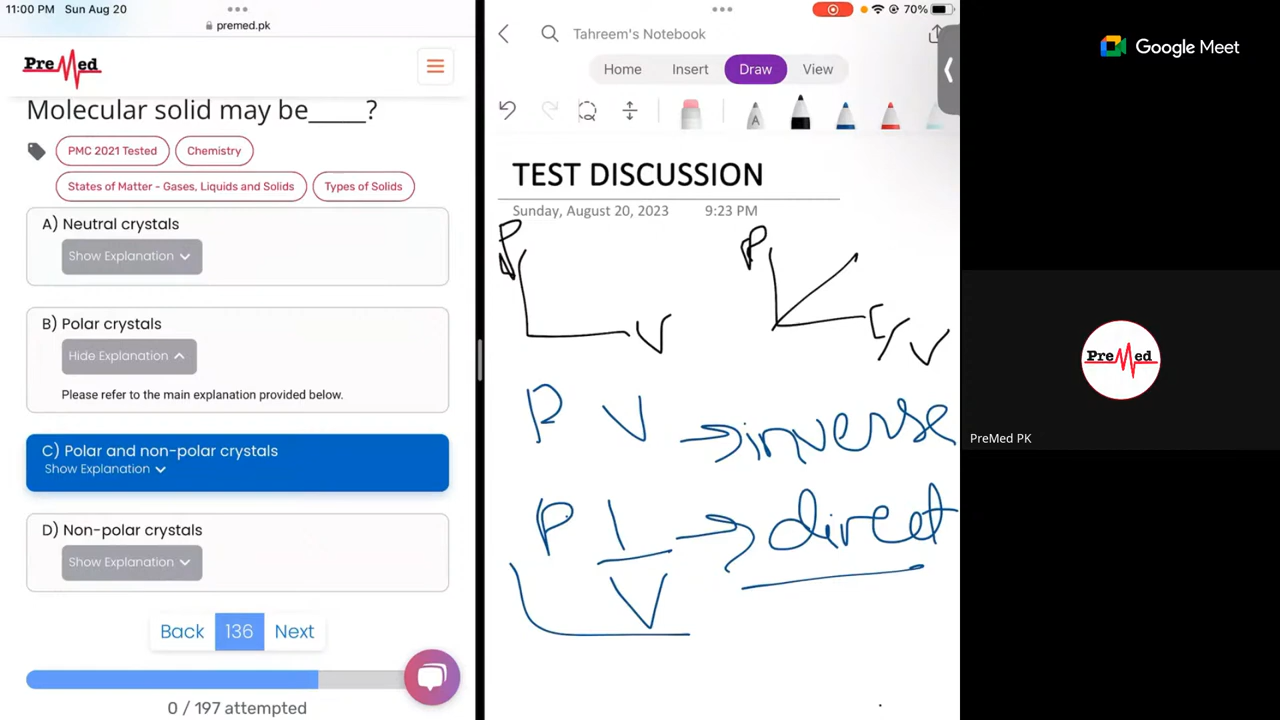 11:00 PM Sun Aug 20
premed.pk
PreMed
Molecular solid may be_____?
PMC 2021 Tested
Chemistry
States of Matter - Gases, Liquids and Solids
Types of Solids
A) Neutral crystals
Show Explanation
B) Polar crystals
Hide Explanation
Please refer to the main explanation provided below.
C) Polar and non-polar crystals
Show Explanation
D) Non-polar crystals
Show Explanation
Back 136 Next
0 / 197 attempted
70%
Tahreem's Notebook
Home Insert Draw View
A
TEST DISCUSSION
Sunday, August 20, 2023 9:23 PM
P
V
P
1/V
P V → inverse
P 1 → direct
V
Google Meet
PreMed
PreMed PK